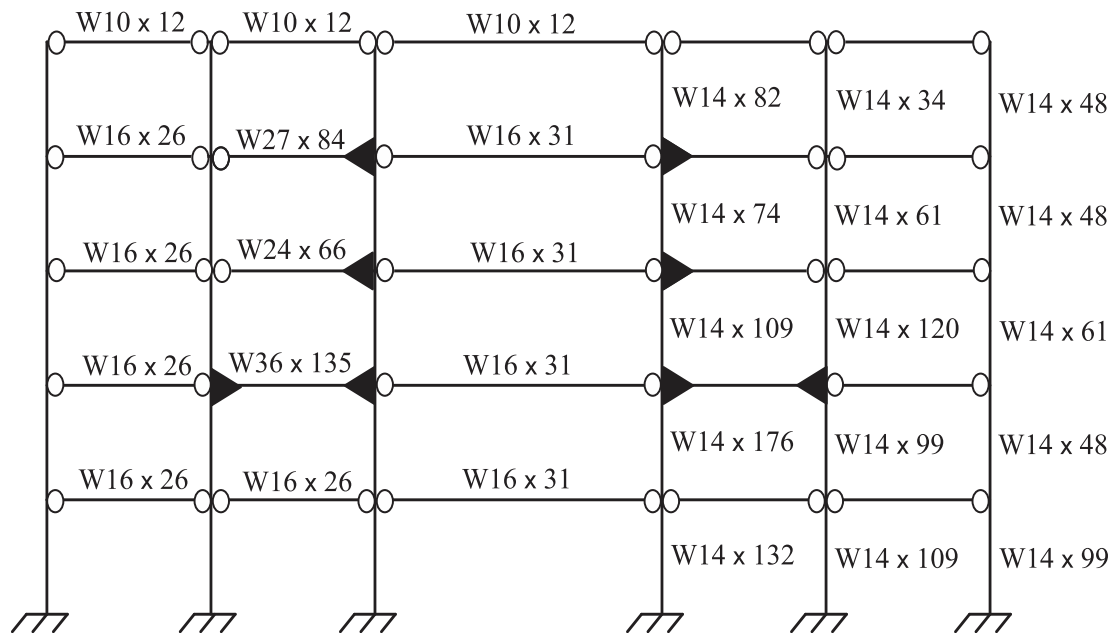 W10 x 12 W10 x 12 W10 x 12
W14 x 82 W14 x 34 W14 x 48
W16 x 26 W27 x 84 W16 x 31
W14 x 74 W14 x 61 W14 x 48
W16 x 26 W24 x 66 W16 x 31
W14 x 109 W14 x 120 W14 x 61
W16 x 26 W36 x 135 W16 x 31
W14 x 176 W14 x 99 W14 x 48
W16 x 26 W16 x 26 W16 x 31
W14 x 132 W14 x 109 W14 x 99